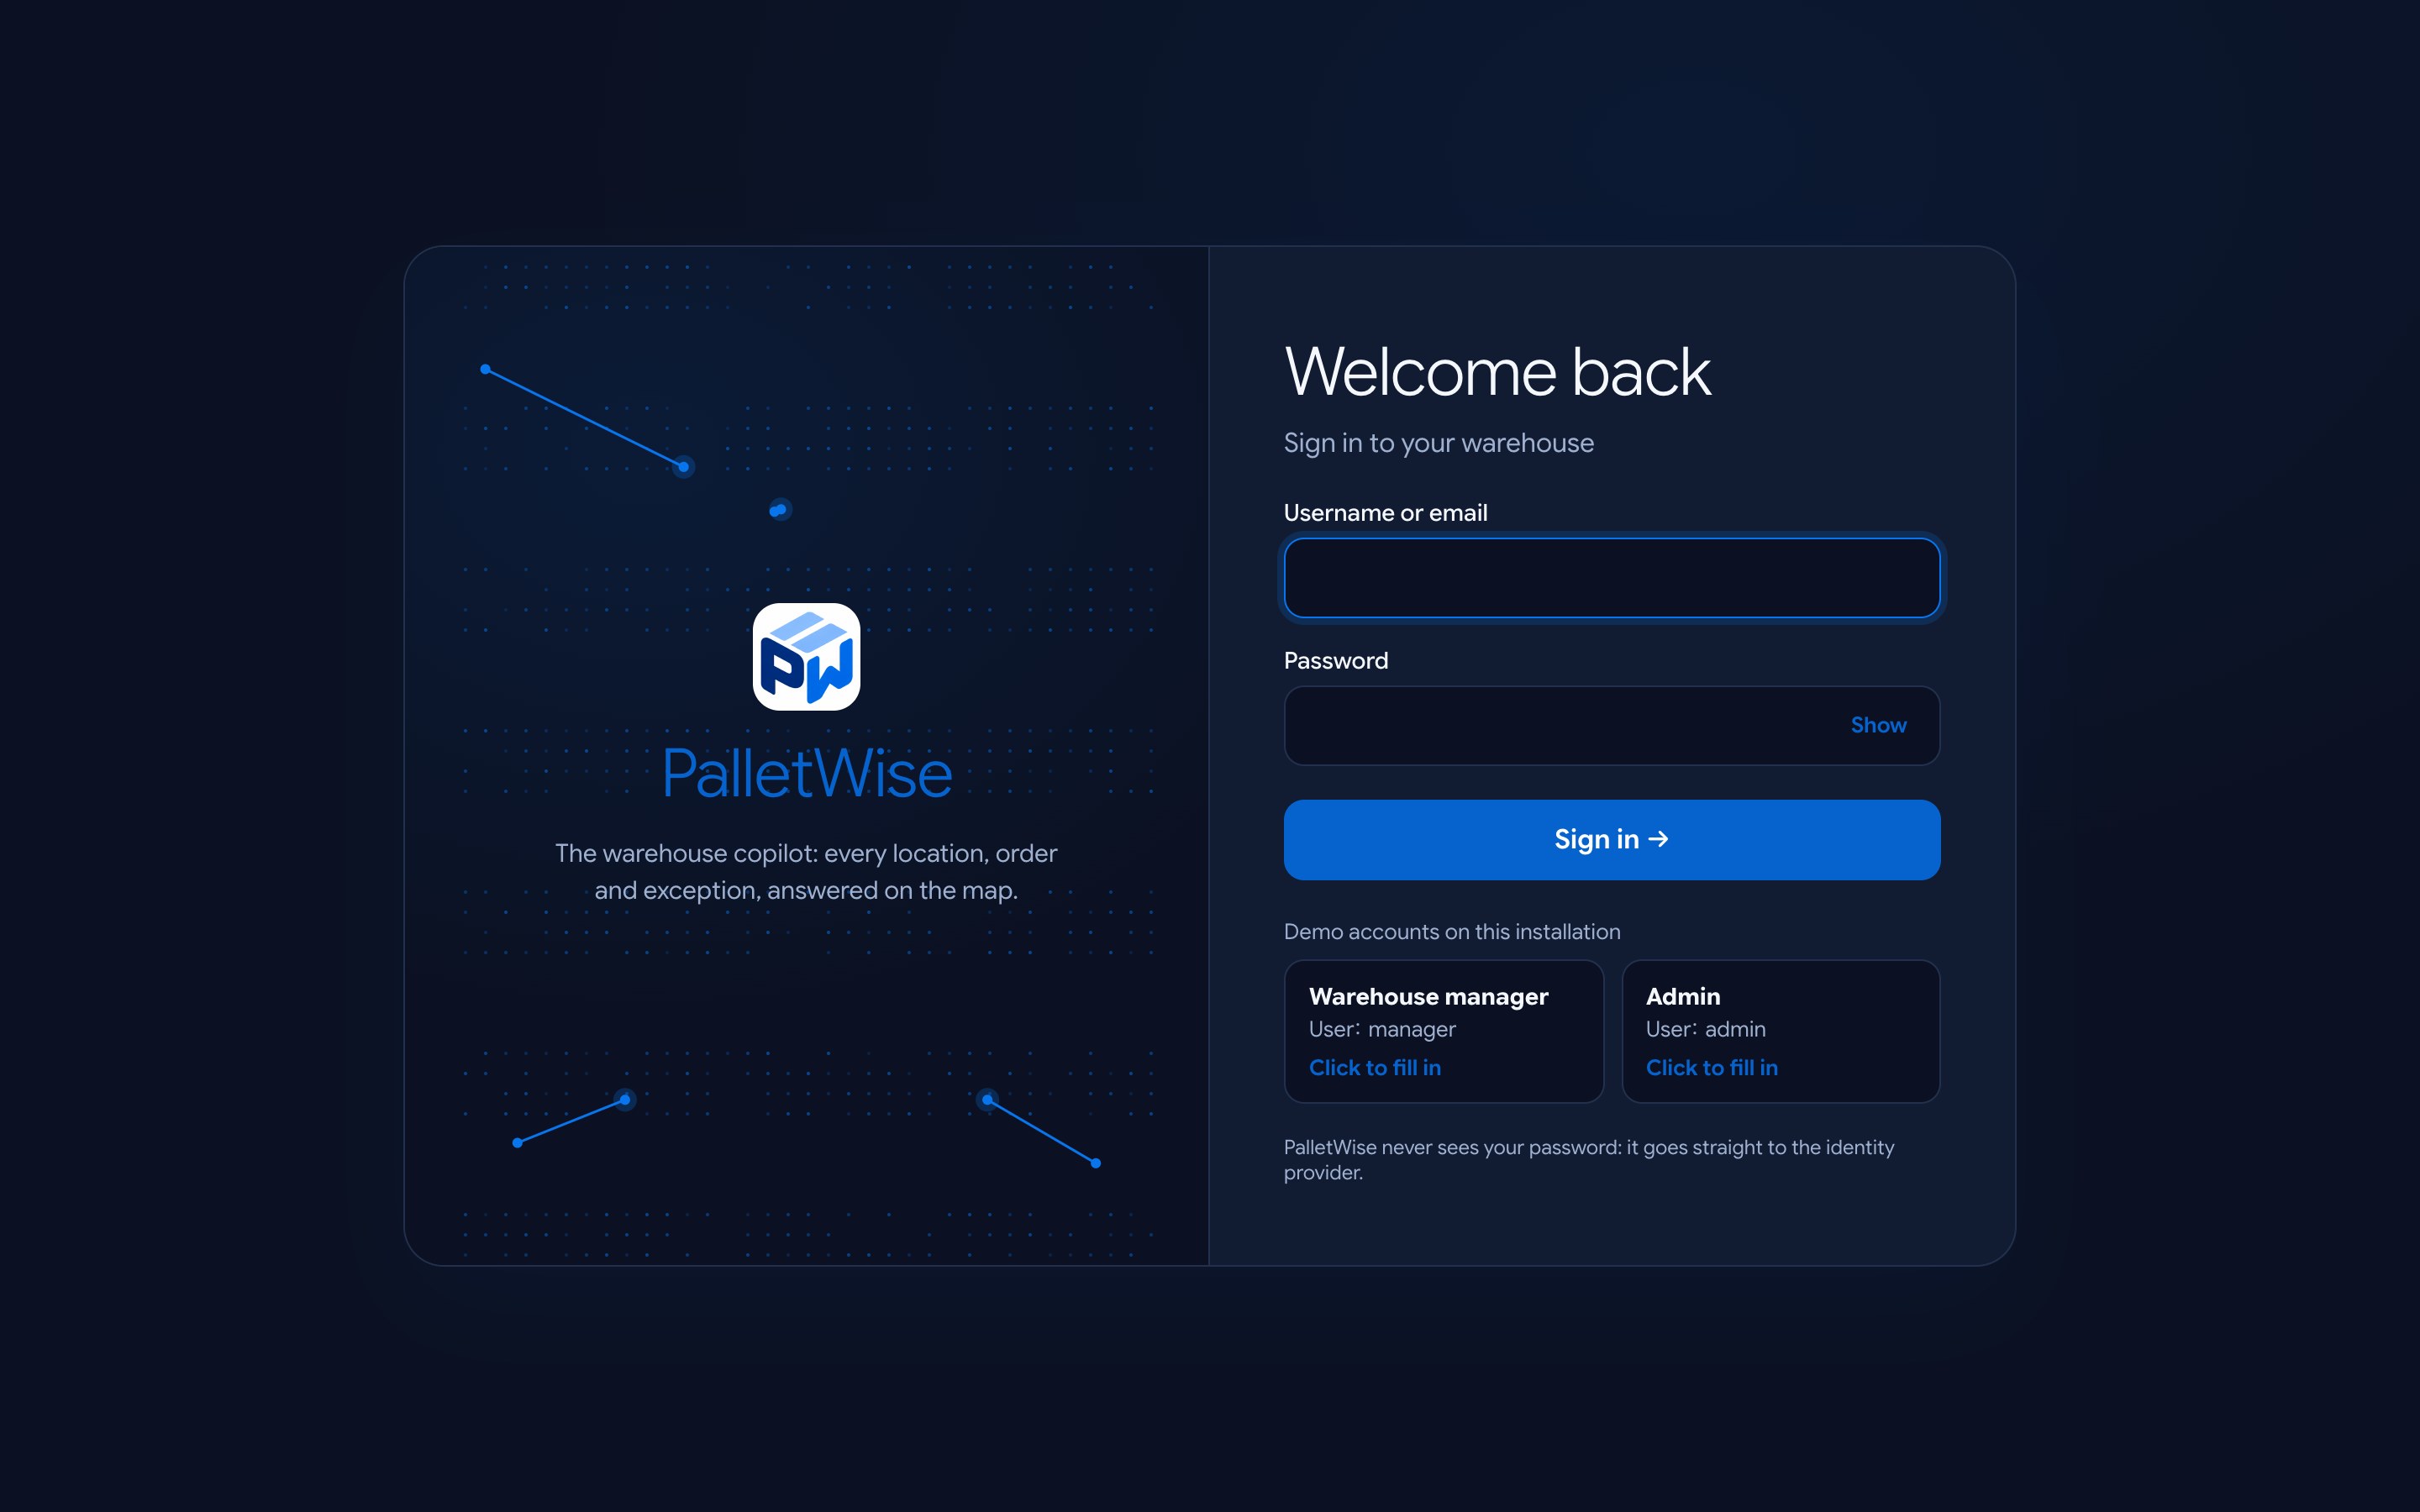 PW
PalletWise
The warehouse copilot: every location, order
and exception, answered on the map.
Welcome back
Sign in to your warehouse
Username or email
Password
Show
Sign in →
Demo accounts on this installation
Warehouse manager
User: manager
Click to fill in
Admin
User: admin
Click to fill in
PalletWise never sees your password: it goes straight to the identity
provider.